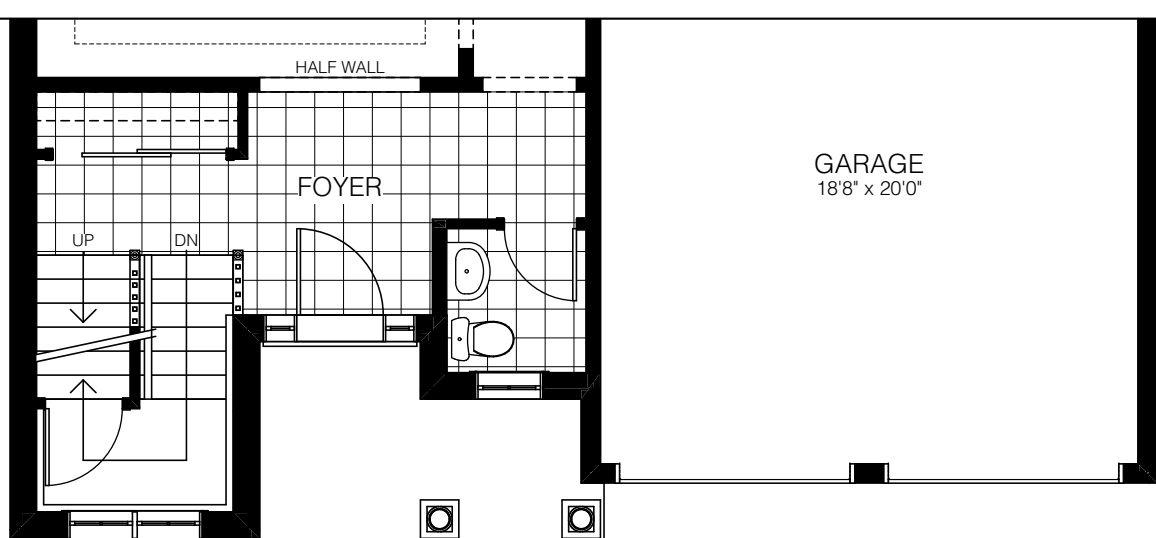 HALF WALL
FOYER
GARAGE
18'8" x 20'0"
UP
DN